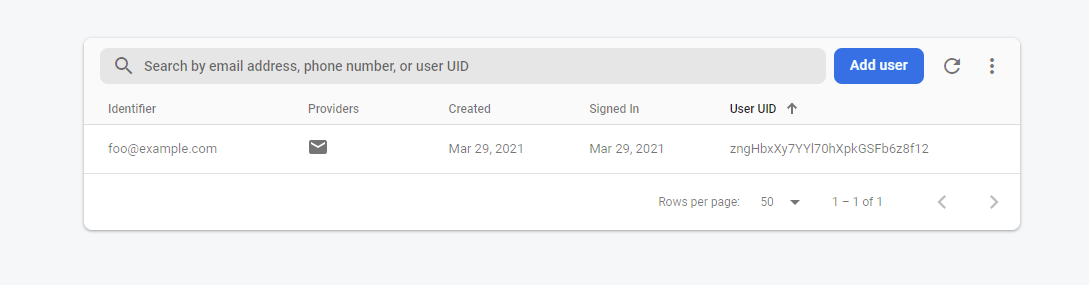 Search by email address, phone number, or user UID Add user
Identifier Providers Created Signed In User UID
foo@example.com Mar 29, 2021 Mar 29, 2021 zngHbxXy7YYl70hXpkGSFb6z8f12
Rows per page: 50 1 – 1 of 1